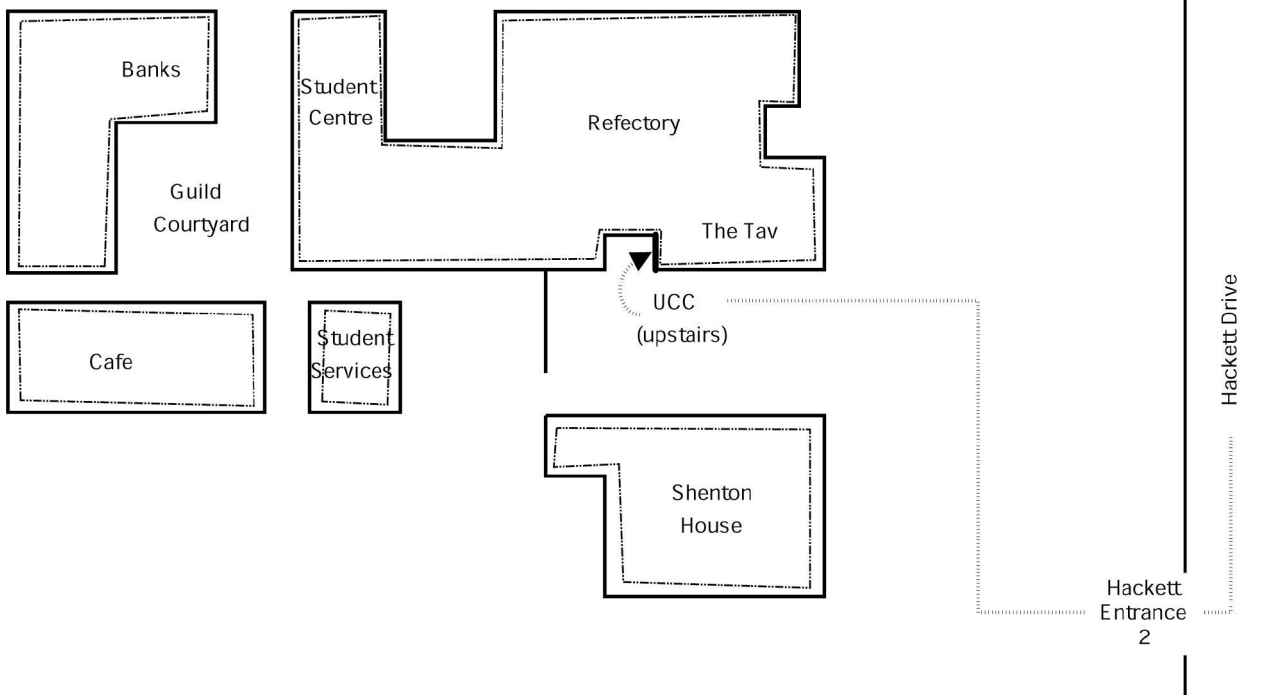 Banks
Student
Centre
Refectory
Guild
Courtyard
The Tav
UCC
(upstairs)
Hackett Drive
Cafe
Student
Services
Shenton
House
Hackett
Entrance
2